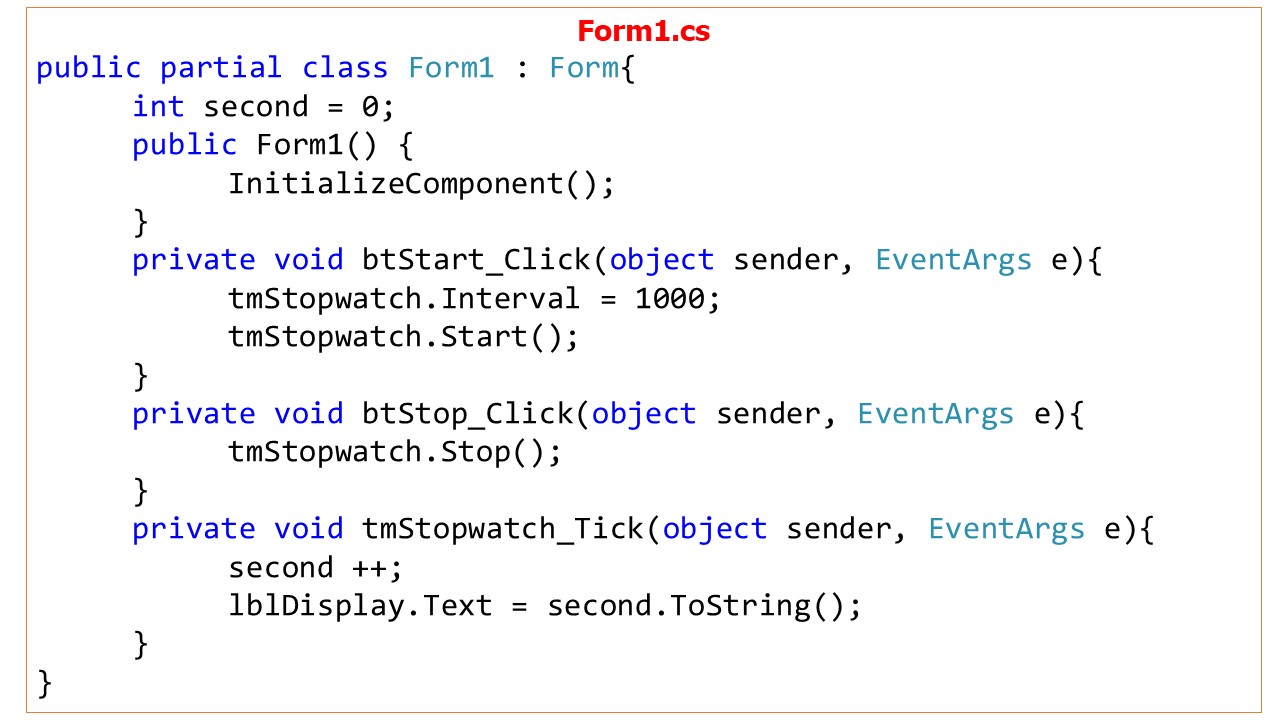 Form1.cs
public partial class Form1 : Form{
int second = 0;
public Form1() {
InitializeComponent();
}
private void btStart_Click(object sender, EventArgs e){
tmStopwatch.Interval = 1000;
tmStopwatch.Start();
}
private void btStop_Click(object sender, EventArgs e){
tmStopwatch.Stop();
}
private void tmStopwatch_Tick(object sender, EventArgs e){
second ++;
lblDisplay.Text = second.ToString();
}
}